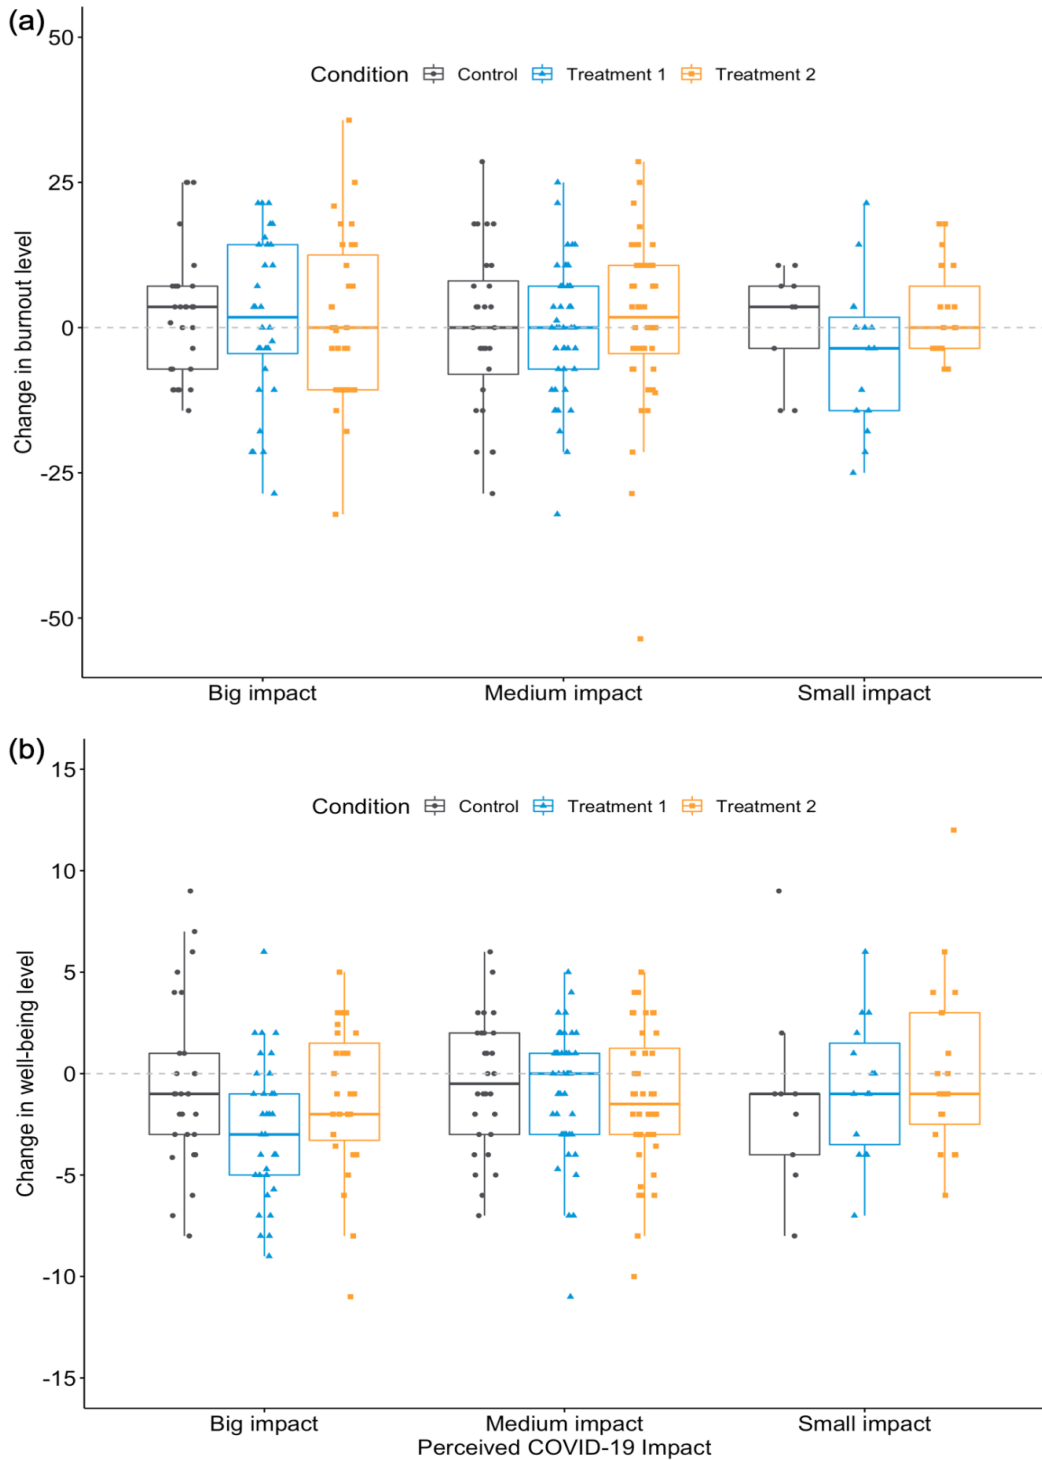 (a)
50
Condition Control Treatment 1 Treatment 2
25
Change in burnout level
0
-25
-50
Big impact Medium impact Small impact
(b)
15
Condition Control Treatment 1 Treatment 2
10
5
Change in well-being level
0
-5
-10
-15
Big impact Medium impact Small impact
Perceived COVID-19 Impact